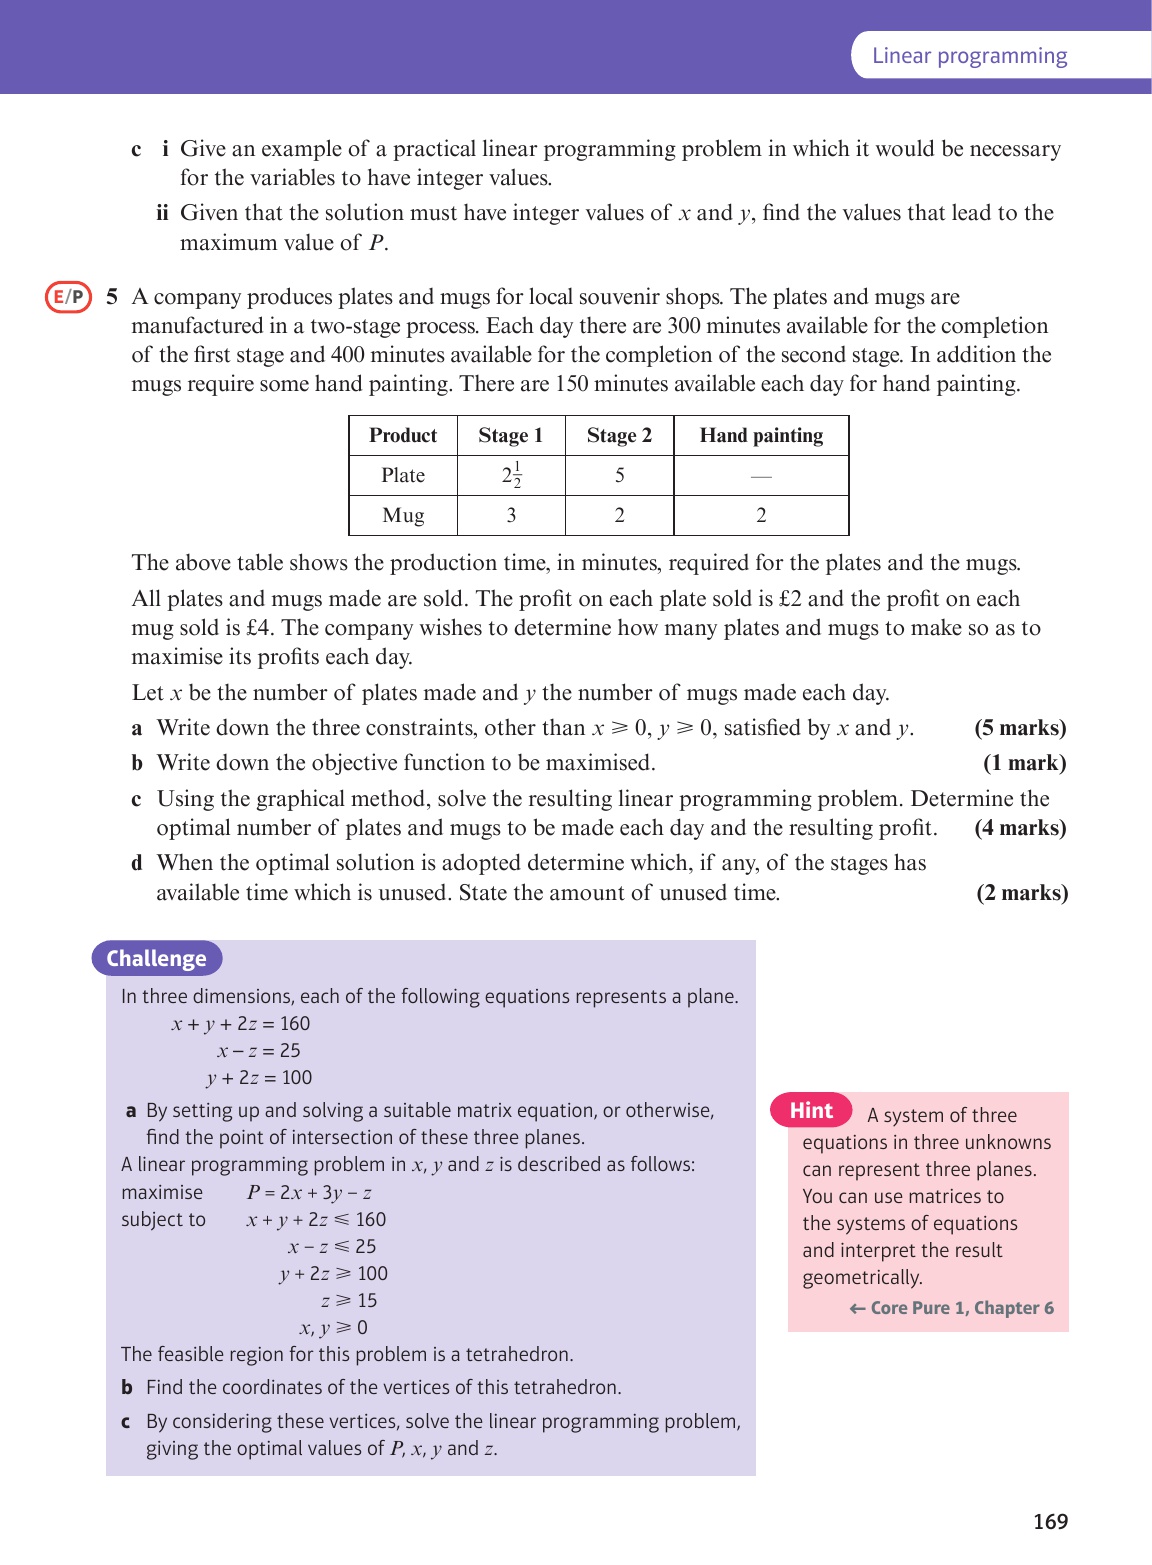 Linear programming
c i Give an example of a practical linear programming problem in which it would be necessary
for the variables to have integer values.
ii Given that the solution must have integer values of x and y, find the values that lead to the
maximum value of P.
E/P 5 A company produces plates and mugs for local souvenir shops. The plates and mugs are
manufactured in a two-stage process. Each day there are 300 minutes available for the completion
of the first stage and 400 minutes available for the completion of the second stage. In addition the
mugs require some hand painting. There are 150 minutes available each day for hand painting.
Product Stage 1 Stage 2 Hand painting
Plate 2½ 5 —
Mug 3 2 2
The above table shows the production time, in minutes, required for the plates and the mugs.
All plates and mugs made are sold. The profit on each plate sold is £2 and the profit on each
mug sold is £4. The company wishes to determine how many plates and mugs to make so as to
maximise its profits each day.
Let x be the number of plates made and y the number of mugs made each day.
a Write down the three constraints, other than x ⩾ 0, y ⩾ 0, satisfied by x and y. (5 marks)
b Write down the objective function to be maximised. (1 mark)
c Using the graphical method, solve the resulting linear programming problem. Determine the
optimal number of plates and mugs to be made each day and the resulting profit. (4 marks)
d When the optimal solution is adopted determine which, if any, of the stages has
available time which is unused. State the amount of unused time. (2 marks)
Challenge
In three dimensions, each of the following equations represents a plane.
x + y + 2z = 160
x – z = 25
y + 2z = 100
a By setting up and solving a suitable matrix equation, or otherwise,
find the point of intersection of these three planes.
A linear programming problem in x, y and z is described as follows:
maximise P = 2x + 3y – z
subject to x + y + 2z ⩽ 160
x – z ⩽ 25
y + 2z ⩾ 100
z ⩾ 15
x, y ⩾ 0
The feasible region for this problem is a tetrahedron.
b Find the coordinates of the vertices of this tetrahedron.
c By considering these vertices, solve the linear programming problem,
giving the optimal values of P, x, y and z.
Hint A system of three
equations in three unknowns
can represent three planes.
You can use matrices to
the systems of equations
and interpret the result
geometrically.
← Core Pure 1, Chapter 6
169